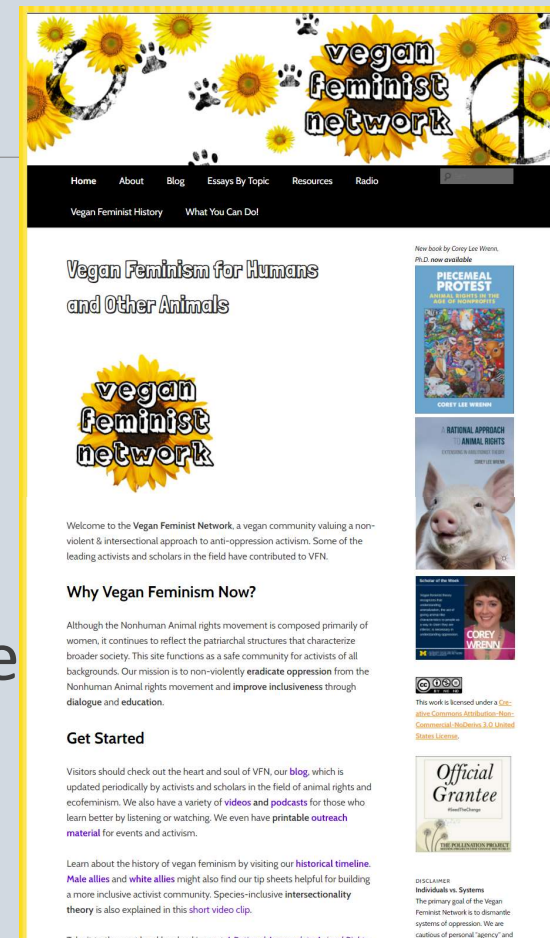 vegan
feminist
network
Home About Blog Essays By Topic Resources Radio
Vegan Feminist History What You Can Do!
Vegan Feminism for Humans
and Other Animals
vegan
feminist
network
Welcome to the Vegan Feminist Network, a vegan community valuing a non-
violent & intersectional approach to anti-oppression activism. Some of the
leading activists and scholars in the field have contributed to VFN.
Why Vegan Feminism Now?
Although the Nonhuman Animal rights movement is composed primarily of
women, it continues to reflect the patriarchal structures that characterize
broader society. This site functions as a safe community for activists of all
backgrounds. Our mission is to non-violently eradicate oppression from the
Nonhuman Animal rights movement and improve inclusiveness through
dialogue and education.
Get Started
Visitors should check out the heart and soul of VFN, our blog, which is
updated periodically by activists and scholars in the field of animal rights and
ecofeminism. We also have a variety of videos and podcasts for those who
learn better by listening or watching. We even have printable outreach
material for events and activism.
Learn about the history of vegan feminism by visiting our historical timeline.
Male allies and white allies might also find our tip sheets helpful for building
a more inclusive activist community. Species-inclusive intersectionality
theory is also explained in this short video clip.
e
New book by Corey Lee Wrenn,
Ph.D. now available
PIECEMEAL
PROTEST
ANIMAL RIGHTS IN THE
AGE OF NONPROFITS
COREY LEE WRENN
A RATIONAL APPROACH
TO ANIMAL RIGHTS
EXTENSIONS IN ABOLITIONIST THEORY
COREY LEE WRENN
Scholar of the Week
COREY
WRENN
cc
BY NC ND
This work is licensed under a Cre-
ative Commons Attribution-Non-
Commercial-NoDerivs 3.0 United
States License.
Official
Grantee
#SeedTheChange
THE POLLINATION PROJECT
DISCLAIMER
Individuals vs. Systems
The primary goal of the Vegan
Feminist Network is to dismantle
systems of oppression. We are
cautious of personal "agency" and